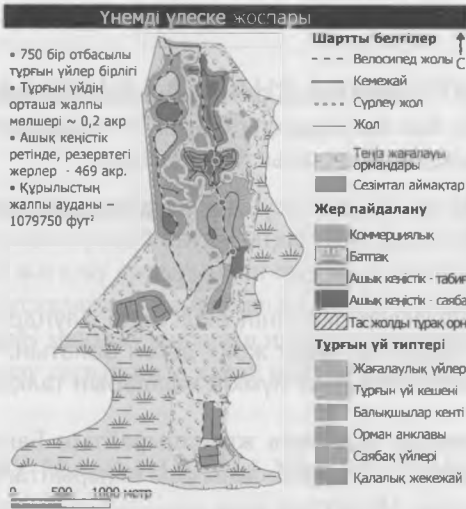 Үнемді улеске жоспары
• 750 бір отбасылы
тұрғын үйлер бірлігі
• Тұрғын үйдің
орташа жалпы
мөлшері ~ 0,2 акр
• Ашық кеңістік
ретінде, резервтегі
жерлер - 469 акр.
• Құрылыстың
жалпы ауданы –
1079750 фут²
0 500 1000 метр
Шартты белгілер
С
Велосипед жолы
Кемежай
Сүрлеу жол
Жол
Теңіз жағалауы
ормандары
Сезімтал аймақтар
Жер пайдалану
Коммерциялық
Батпақ
Ашық кеңістік - табиғ
Ашық кеңістік - саяба
Тас жолды тұрақ орн
Тұрғын үй типтері
Жағалаулық үйлер
Тұрғын үй кешені
Балықшылар кенті
Орман анклавы
Саябақ үйлері
Қалалық жекежай